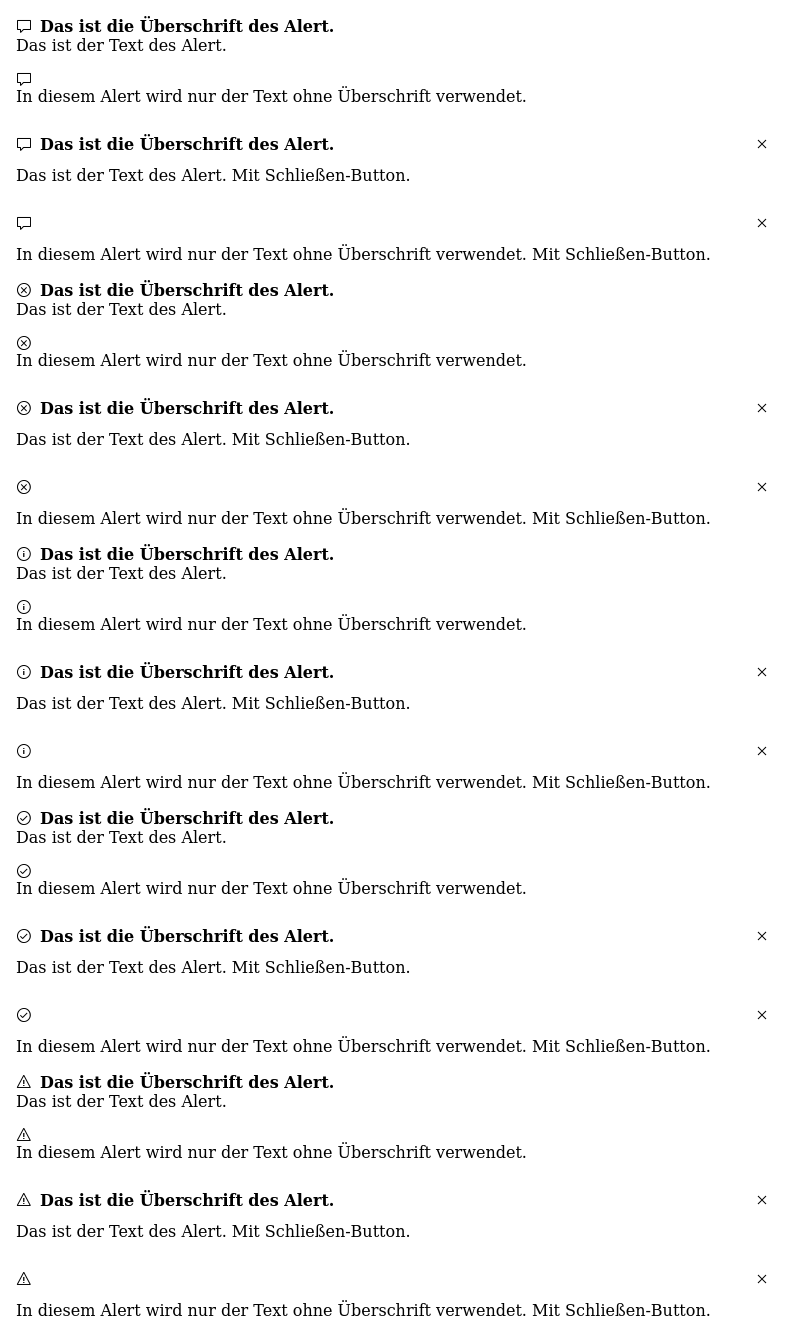 Das ist die Überschrift des Alert.
Das ist der Text des Alert.
In diesem Alert wird nur der Text ohne Überschrift verwendet.
Das ist die Überschrift des Alert.
Das ist der Text des Alert. Mit Schließen-Button.
In diesem Alert wird nur der Text ohne Überschrift verwendet. Mit Schließen-Button.
Das ist die Überschrift des Alert.
Das ist der Text des Alert.
In diesem Alert wird nur der Text ohne Überschrift verwendet.
Das ist die Überschrift des Alert.
Das ist der Text des Alert. Mit Schließen-Button.
In diesem Alert wird nur der Text ohne Überschrift verwendet. Mit Schließen-Button.
Das ist die Überschrift des Alert.
Das ist der Text des Alert.
In diesem Alert wird nur der Text ohne Überschrift verwendet.
Das ist die Überschrift des Alert.
Das ist der Text des Alert. Mit Schließen-Button.
In diesem Alert wird nur der Text ohne Überschrift verwendet. Mit Schließen-Button.
Das ist die Überschrift des Alert.
Das ist der Text des Alert.
In diesem Alert wird nur der Text ohne Überschrift verwendet.
Das ist die Überschrift des Alert.
Das ist der Text des Alert. Mit Schließen-Button.
In diesem Alert wird nur der Text ohne Überschrift verwendet. Mit Schließen-Button.
Das ist die Überschrift des Alert.
Das ist der Text des Alert.
In diesem Alert wird nur der Text ohne Überschrift verwendet.
Das ist die Überschrift des Alert.
Das ist der Text des Alert. Mit Schließen-Button.
In diesem Alert wird nur der Text ohne Überschrift verwendet. Mit Schließen-Button.